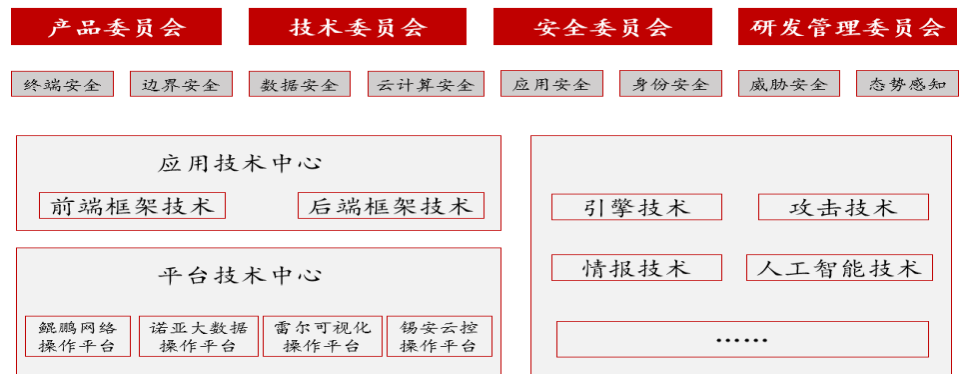 产品委员会
技术委员会
安全委员会
研发管理委员会
终端安全
边界安全
数据安全
云计算安全
应用安全
身份安全
威胁安全
态势感知
应用技术中心
前端框架技术
后端框架技术
平台技术中心
鲲鹏网络
操作平台
诺亚大数据
操作平台
雷尔可视化
操作平台
锡安云控
操作平台
引擎技术
攻击技术
情报技术
人工智能技术
……